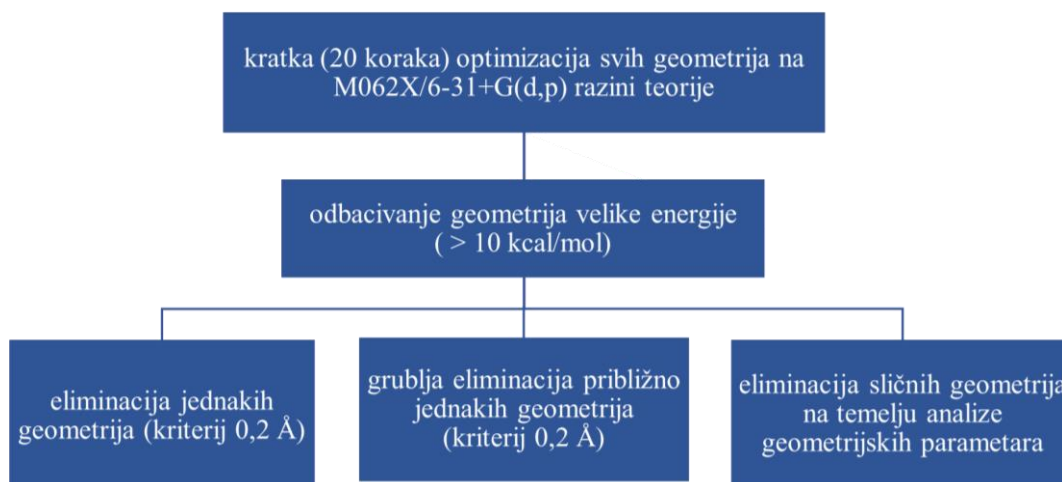 kratka (20 koraka) optimizacija svih geometrija na
M062X/6-31+G(d,p) razini teorije
odbacivanje geometrija velike energije
( > 10 kcal/mol)
eliminacija jednakih
geometrija (kriterij 0,2 Å)
grublja eliminacija približno
jednakih geometrija
(kriterij 0,2 Å)
eliminacija sličnih geometrija
na temelju analize
geometrijskih parametara